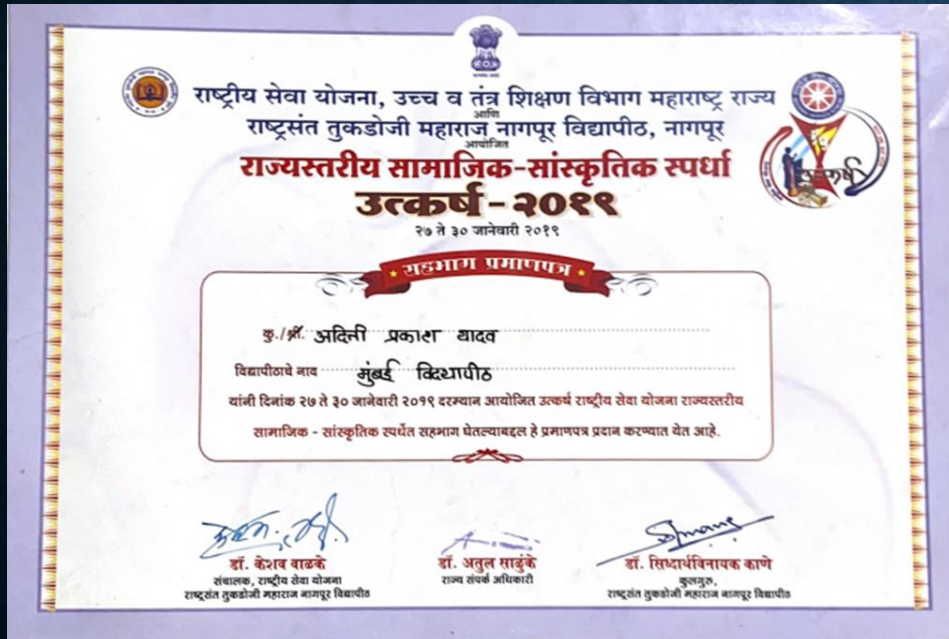 राष्ट्रीय सेवा योजना, उच्च व तंत्र शिक्षण विभाग महाराष्ट्र राज्य
आणि
राष्ट्रसंत तुकडोजी महाराज नागपूर विद्यापीठ, नागपूर
आयोजित
राज्यस्तरीय सामाजिक-सांस्कृतिक स्पर्धा
उत्कर्ष - २०१९
२७ ते ३० जानेवारी २०१९
उत्कर्ष
सहभाग प्रमाणपत्र
कु./श्री. अदिती प्रकाश यादव
विद्यापीठाचे नाव मुंबई विद्यापीठ
यांनी दिनांक २७ ते ३० जानेवारी २०१९ दरम्यान आयोजित उत्कर्ष राष्ट्रीय सेवा योजना राज्यस्तरीय
सामाजिक - सांस्कृतिक स्पर्धेत सहभाग घेतल्याबद्दल हे प्रमाणपत्र प्रदान करण्यात येत आहे.
डॉ. केशव वाळके
संचालक, राष्ट्रीय सेवा योजना
राष्ट्रसंत तुकडोजी महाराज नागपूर विद्यापीठ
डॉ. अतुल साळुंके
राज्य संपर्क अधिकारी
डॉ. सिध्दार्थविनायक काणे
कुलगुरु,
राष्ट्रसंत तुकडोजी महाराज नागपूर विद्यापीठ